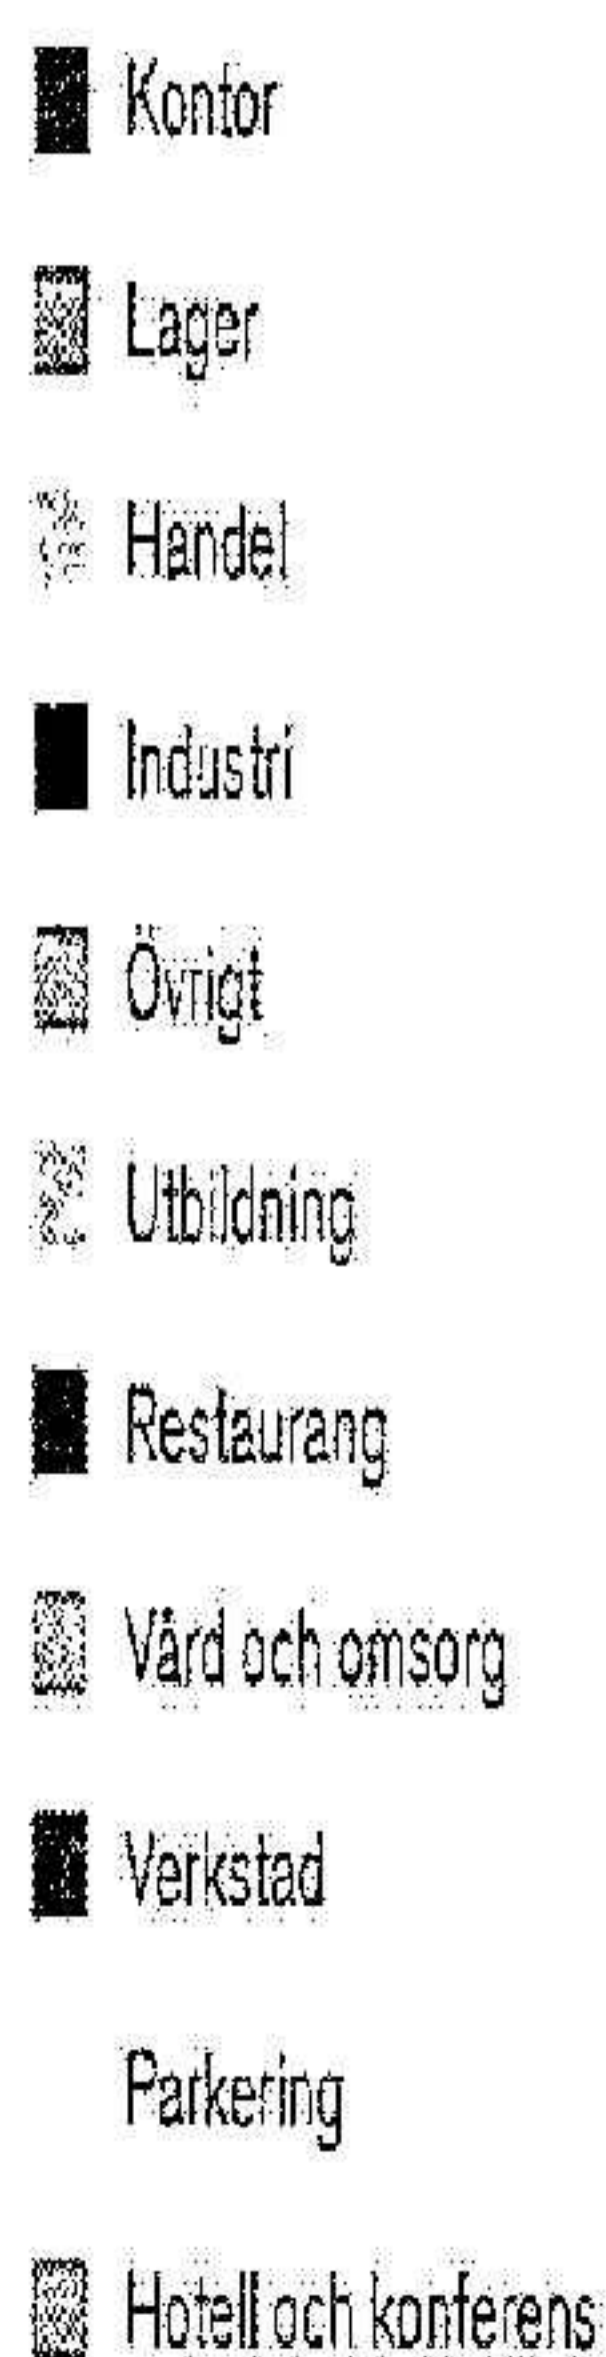 Kontor
Lager
Handel
Industri
Övrigt
Utbildning
Restaurang
Vård och omsorg
Verkstad
Parkering
Hotell och konferens